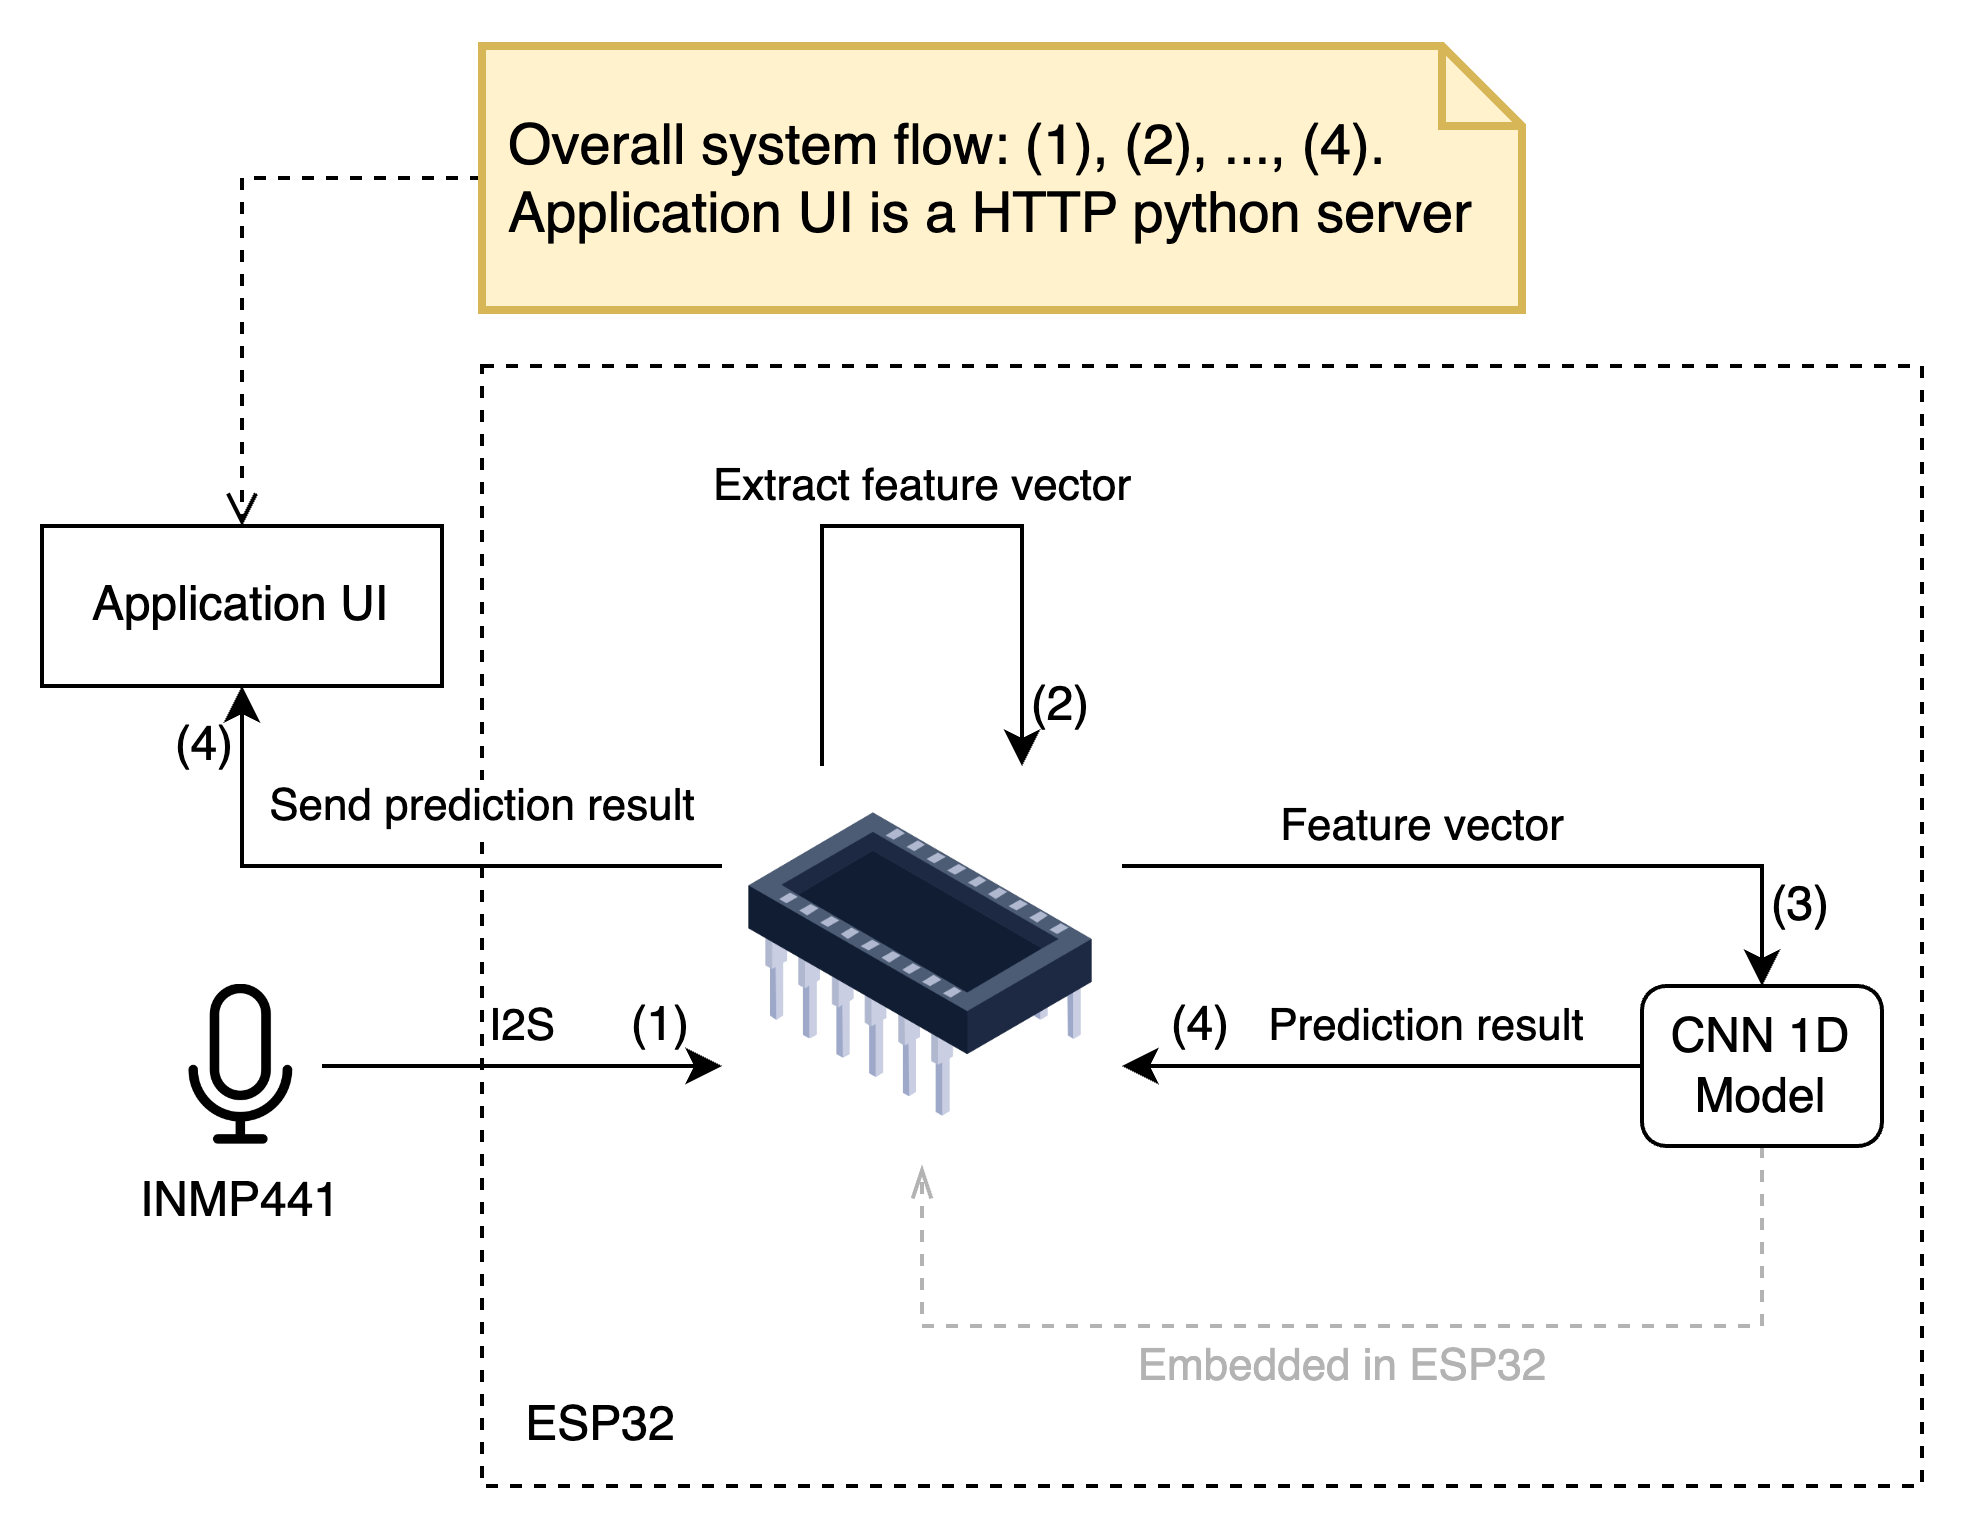 Overall system flow: (1), (2), ..., (4).
Application UI is a HTTP python server
Extract feature vector
Application UI
(2)
(4)
Send prediction result
Feature vector
(3)
I2S
(1)
(4)
Prediction result
CNN 1D
Model
INMP441
Embedded in ESP32
ESP32